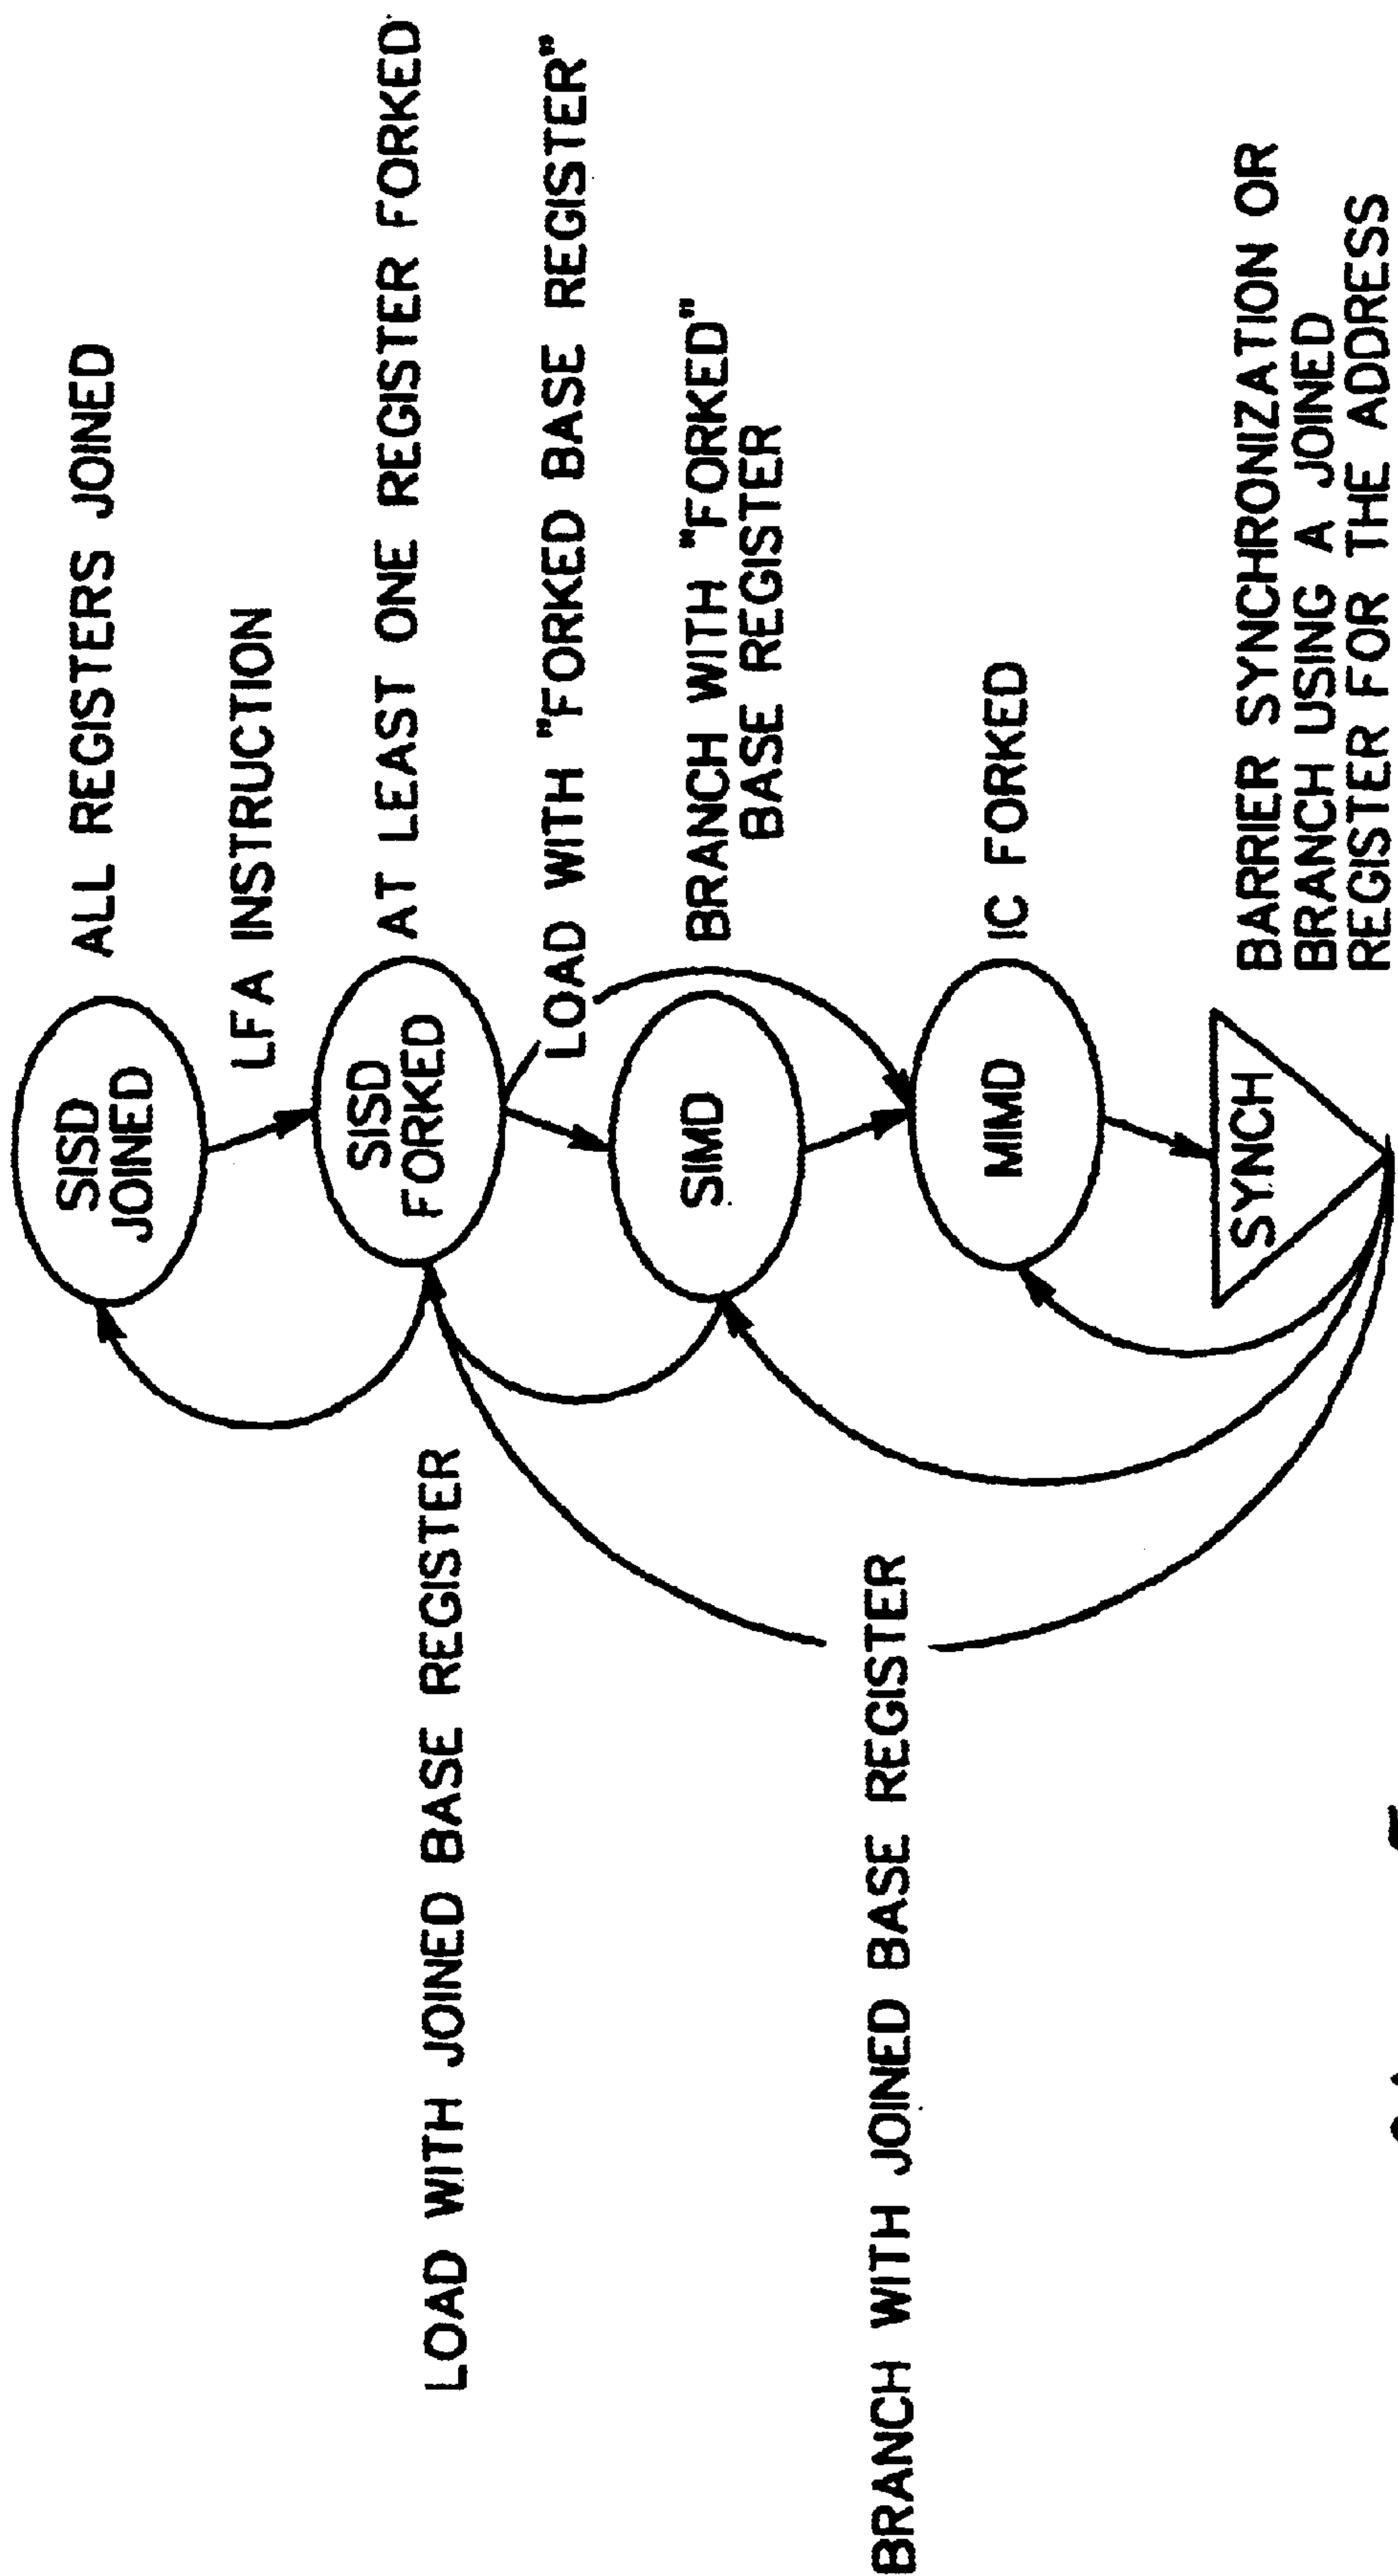 SISD
JOINED
ALL REGISTERS JOINED
LFA INSTRUCTION
SISD
FORKED
AT LEAST ONE REGISTER FORKED
LOAD WITH "FORKED BASE REGISTER"
LOAD WITH JOINED BASE REGISTER
SIMD
BRANCH WITH "FORKED"
BASE REGISTER
BRANCH WITH JOINED BASE REGISTER
MIMD
IC FORKED
SYNCH
BARRIER SYNCHRONIZATION OR
BRANCH USING A JOINED
REGISTER FOR THE ADDRESS